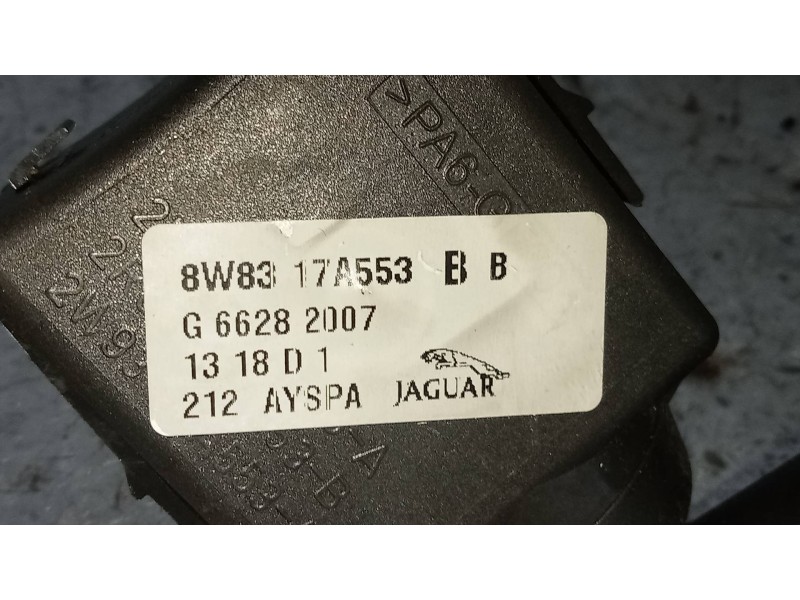 >PA6-G
8W83 17A553 B B
G 6628 2007
13 18 D 1
212 AYSPA JAGUAR